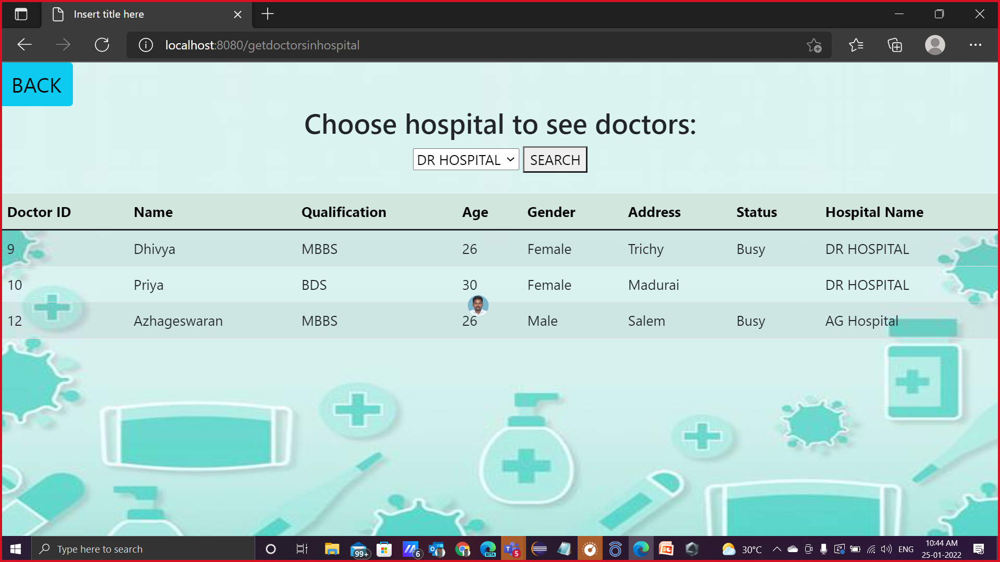 Insert title here
localhost:8080/getdoctorsinhospital
BACK
Choose hospital to see doctors:
DR HOSPITAL SEARCH
Doctor ID Name Qualification Age Gender Address Status Hospital Name
9 Dhivya MBBS 26 Female Trichy Busy DR HOSPITAL
10 Priya BDS 30 Female Madurai DR HOSPITAL
12 Azhageswaran MBBS 26 Male Salem Busy AG Hospital
Type here to search
99+
6
BETA
5
30°C
ENG
10:44 AM
25-01-2022